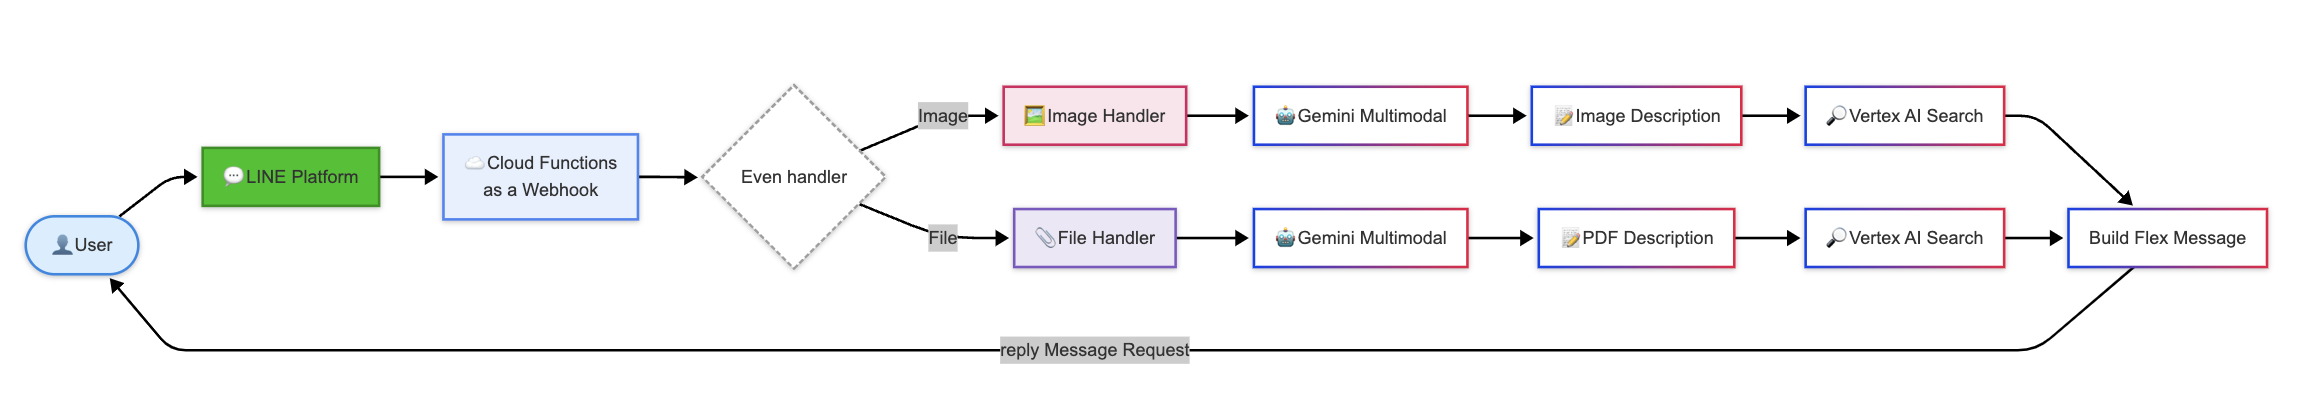 👤User
💬LINE Platform
☁️Cloud Functions
as a Webhook
Even handler
Image
🖼️Image Handler
🤖Gemini Multimodal
📝Image Description
🔎Vertex AI Search
File
📎File Handler
🤖Gemini Multimodal
📝PDF Description
🔎Vertex AI Search
Build Flex Message
reply Message Request